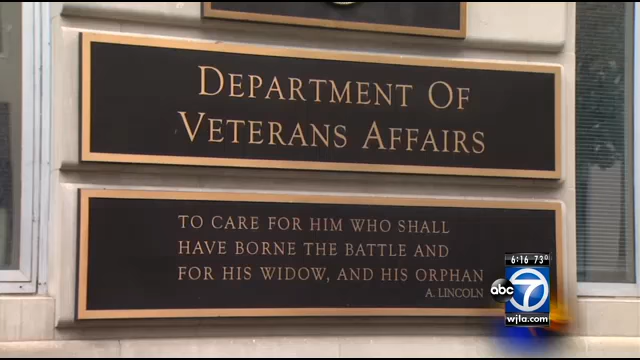 DEPARTMENT OF
VETERANS AFFAIRS
TO CARE FOR HIM WHO SHALL
HAVE BORNE THE BATTLE AND
FOR HIS WIDOW, AND HIS ORPHAN
A. LINCOLN
6:16 73°
abc 7
wjla.com